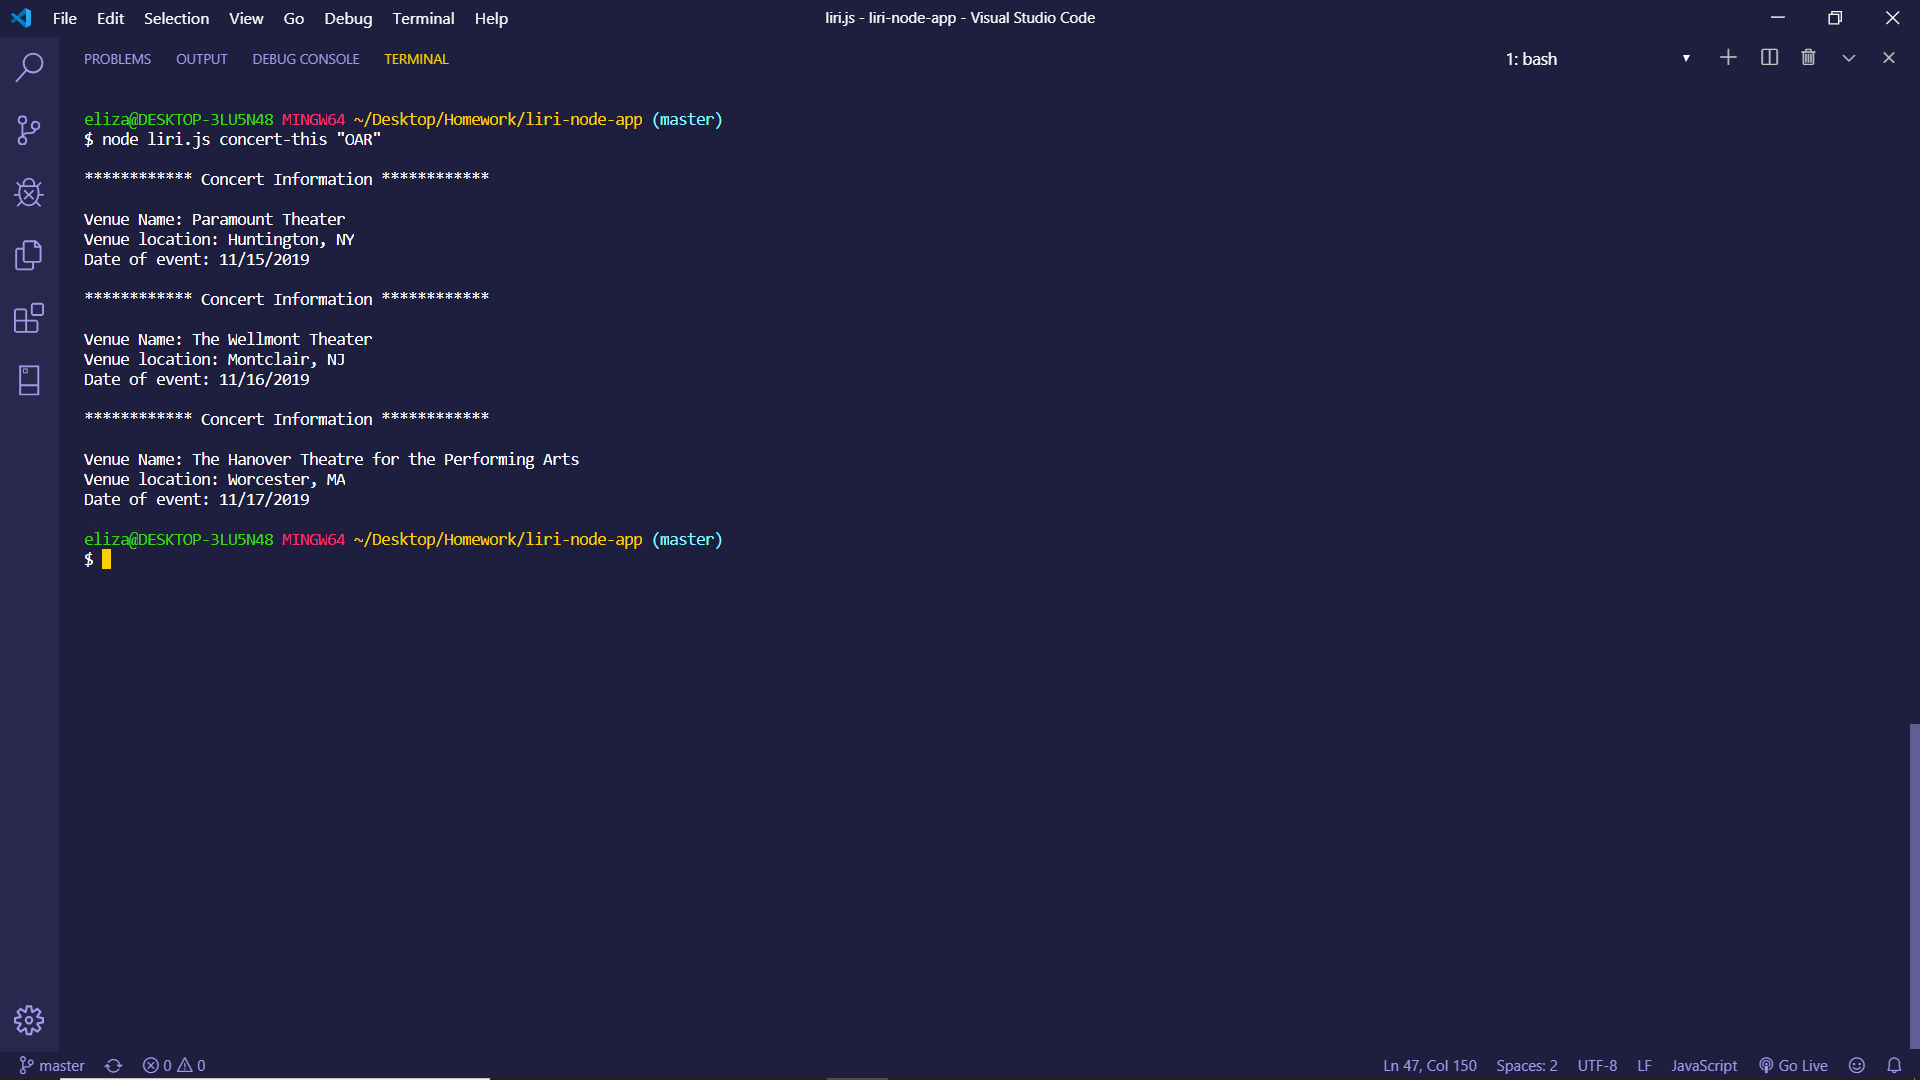 File Edit Selection View Go Debug Terminal Help
liri.js - liri-node-app - Visual Studio Code
PROBLEMS OUTPUT DEBUG CONSOLE TERMINAL
1: bash
eliza@DESKTOP-3LU5N48 MINGW64 ~/Desktop/Homework/liri-node-app (master)
$ node liri.js concert-this "OAR"
************ Concert Information ************
Venue Name: Paramount Theater
Venue location: Huntington, NY
Date of event: 11/15/2019
************ Concert Information ************
Venue Name: The Wellmont Theater
Venue location: Montclair, NJ
Date of event: 11/16/2019
************ Concert Information ************
Venue Name: The Hanover Theatre for the Performing Arts
Venue location: Worcester, MA
Date of event: 11/17/2019
eliza@DESKTOP-3LU5N48 MINGW64 ~/Desktop/Homework/liri-node-app (master)
$
master 0 0 Ln 47, Col 150 Spaces: 2 UTF-8 LF JavaScript Go Live